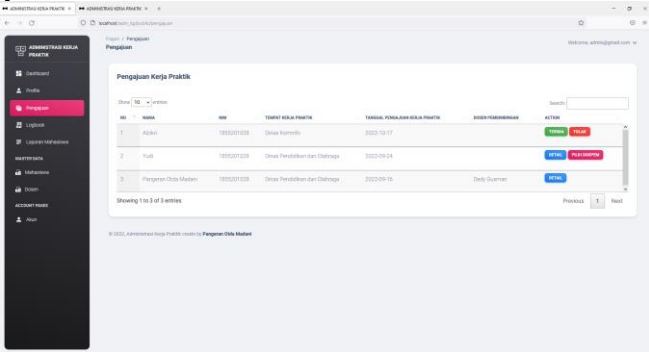 ADMINISTRASI KERJA PRAKTIK
ADMINISTRASI KERJA PRAKTIK
Pages / Pengajuan
Pengajuan
Welcome, admin@gmail.com
ADMINISTRASI KERJA
PRAKTIK
Dashboard
Profile
Pengajuan
Logbook
Laporan Mahasiswa
MASTER DATA
Mahasiswa
Dosen
ACCOUNT PAGES
Akun
Pengajuan Kerja Praktik
Show 10 entries
Search:
NO. NAMA NIM TEMPAT KERJA PRAKTIK TANGGAL PENGAJUAN KERJA PRAKTIK DOSEN PEMBIMBINGAN ACTION
1 Dinas Kominfo 2022-10-17 TERIMA TOLAK
2 Yudi Dinas Pendidikan dan Olahraga 2022-09-24 DETAIL PILIH DOSPEM
3 Pangeran Olda Madani Dinas Pendidikan dan Olahraga 2022-09-16 Dedy Gusman DETAIL
Showing 1 to 3 of 3 entries
Previous 1 Next
© 2022, Administrasi Kerja Praktik create by Pangeran Olda Madani